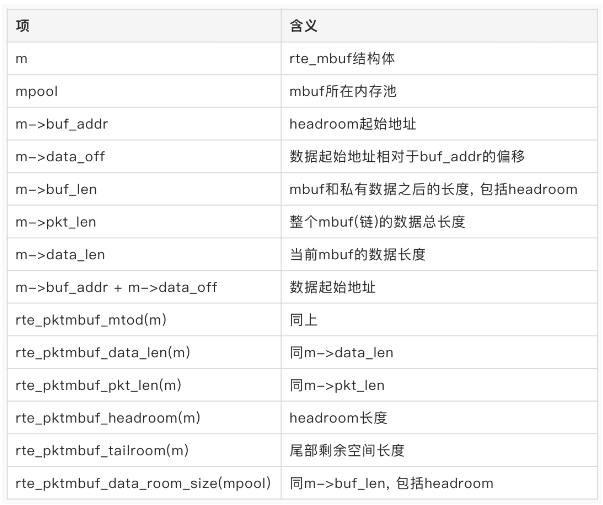 项 含义
m rte_mbuf结构体
mpool mbuf所在内存池
m->buf_addr headroom起始地址
m->data_off 数据起始地址相对于buf_addr的偏移
m->buf_len mbuf和私有数据之后的长度, 包括headroom
m->pkt_len 整个mbuf(链)的数据总长度
m->data_len 当前mbuf的数据长度
m->buf_addr + m->data_off 数据起始地址
rte_pktmbuf_mtod(m) 同上
rte_pktmbuf_data_len(m) 同m->data_len
rte_pktmbuf_pkt_len(m) 同m->pkt_len
rte_pktmbuf_headroom(m) headroom长度
rte_pktmbuf_tailroom(m) 尾部剩余空间长度
rte_pktmbuf_data_room_size(mpool) 同m->buf_len, 包括headroom